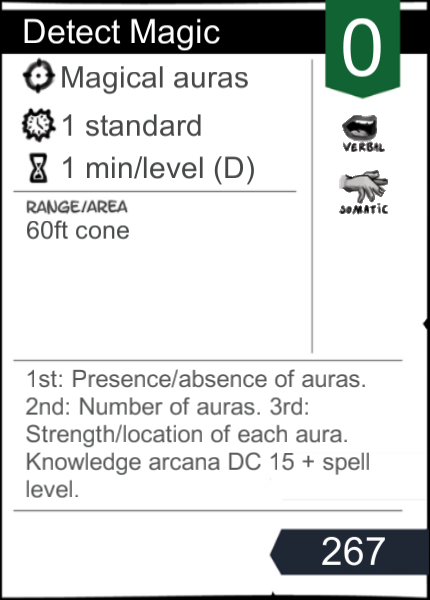 Detect Magic
0
Magical auras
1 standard
1 min/level (D)
VERBAL
SOMATIC
RANGE/AREA
60ft cone
1st: Presence/absence of auras.
2nd: Number of auras. 3rd:
Strength/location of each aura.
Knowledge arcana DC 15 + spell
level.
267